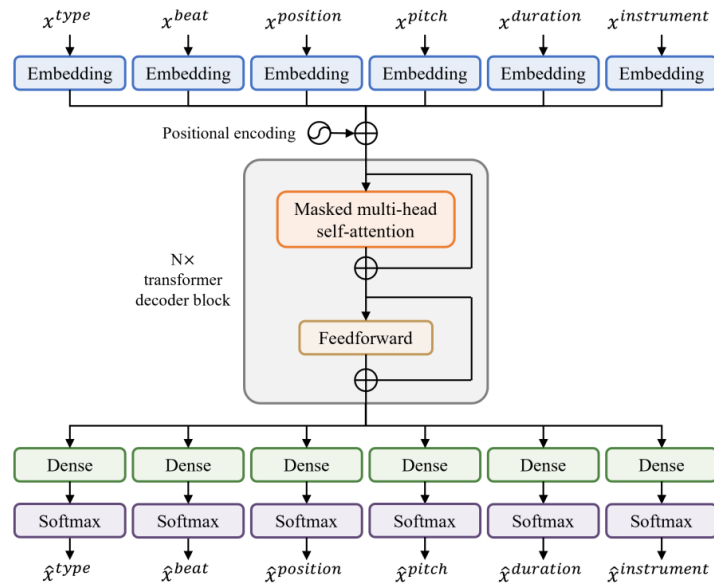 x^type x^beat x^position x^pitch x^duration x^instrument
Embedding Embedding Embedding Embedding Embedding Embedding
Positional encoding
Masked multi-head
self-attention
N×
transformer
decoder block
Feedforward
Dense Dense Dense Dense Dense Dense
Softmax Softmax Softmax Softmax Softmax Softmax
x̂^type x̂^beat x̂^position x̂^pitch x̂^duration x̂^instrument